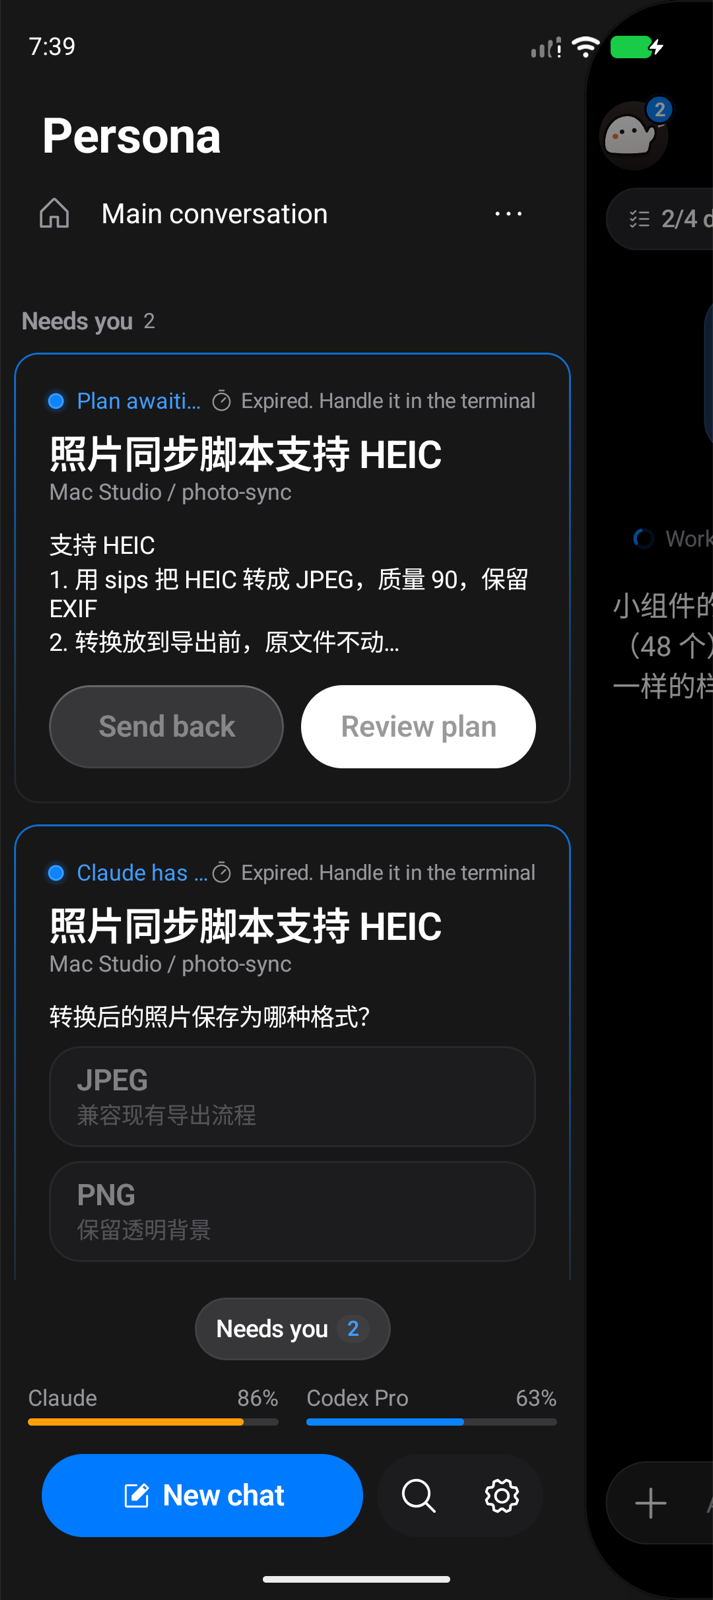 7:39
Persona
2
Main conversation
2/4 d
Needs you 2
Plan awaiti... Expired. Handle it in the terminal
照片同步脚本支持 HEIC
Mac Studio / photo-sync
支持 HEIC
1. 用 sips 把 HEIC 转成 JPEG，质量 90，保留
EXIF
2. 转换放到导出前，原文件不动...
Send back
Review plan
Work
小组件的
（48 个）
一样的样
Claude has ... Expired. Handle it in the terminal
照片同步脚本支持 HEIC
Mac Studio / photo-sync
转换后的照片保存为哪种格式？
JPEG
兼容现有导出流程
PNG
保留透明背景
Needs you 2
Claude 86%
Codex Pro 63%
New chat